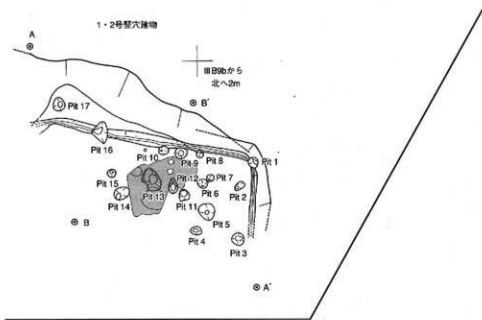 1・2号竪穴建物
A
ⅢB9bから
北へ2m
B'
Pit 17
Pit 16
Pit 10
Pit 9
Pit 8
Pit 1
Pit 15
Pit 12
Pit 7
Pit 14
Pit 13
Pit 11
Pit 6
Pit 2
Pit 5
B
Pit 4
Pit 3
A'